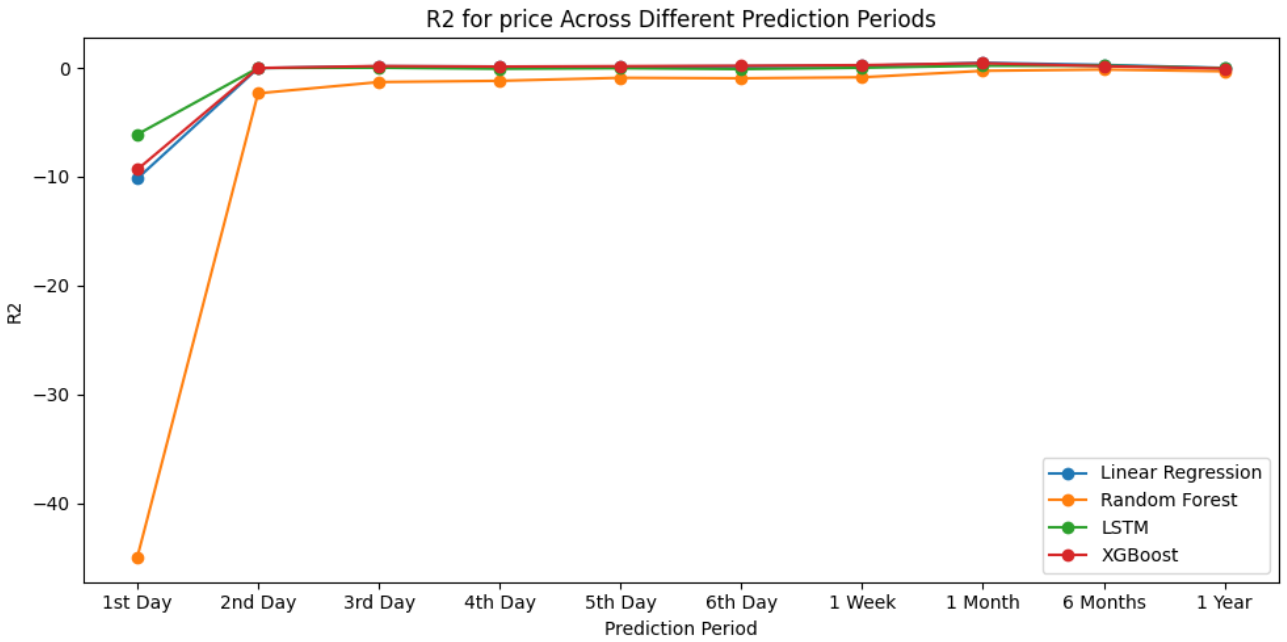 R2 for price Across Different Prediction Periods
0
−10
−20
−30
−40
R2
Linear Regression
Random Forest
LSTM
XGBoost
1st Day 2nd Day 3rd Day 4th Day 5th Day 6th Day 1 Week 1 Month 6 Months 1 Year
Prediction Period